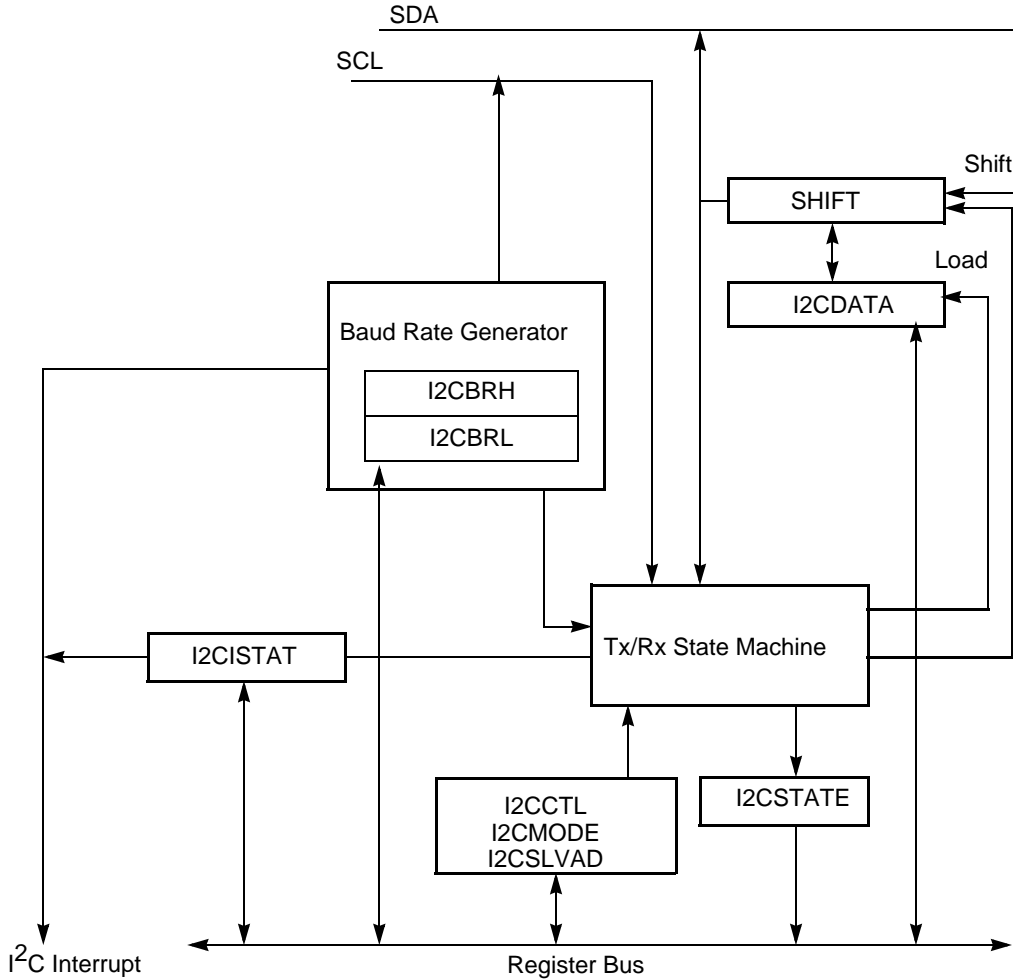 SDA
SCL
Shift
SHIFT
Load
I2CDATA
Baud Rate Generator
I2CBRH
I2CBRL
Tx/Rx State Machine
I2CISTAT
I2CCTL
I2CMODE
I2CSLVAD
I2CSTATE
I²C Interrupt
Register Bus